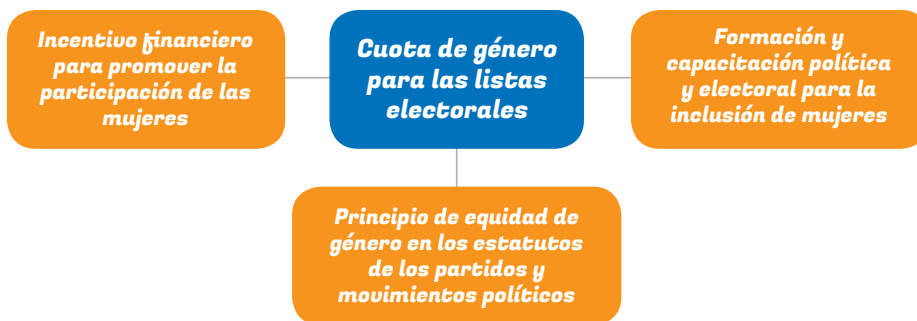 Incentivo financiero
para promover la
participación de las
mujeres
Cuota de género
para las listas
electorales
Formación y
capacitación política
y electoral para la
inclusión de mujeres
Principio de equidad de
género en los estatutos
de los partidos y
movimientos políticos